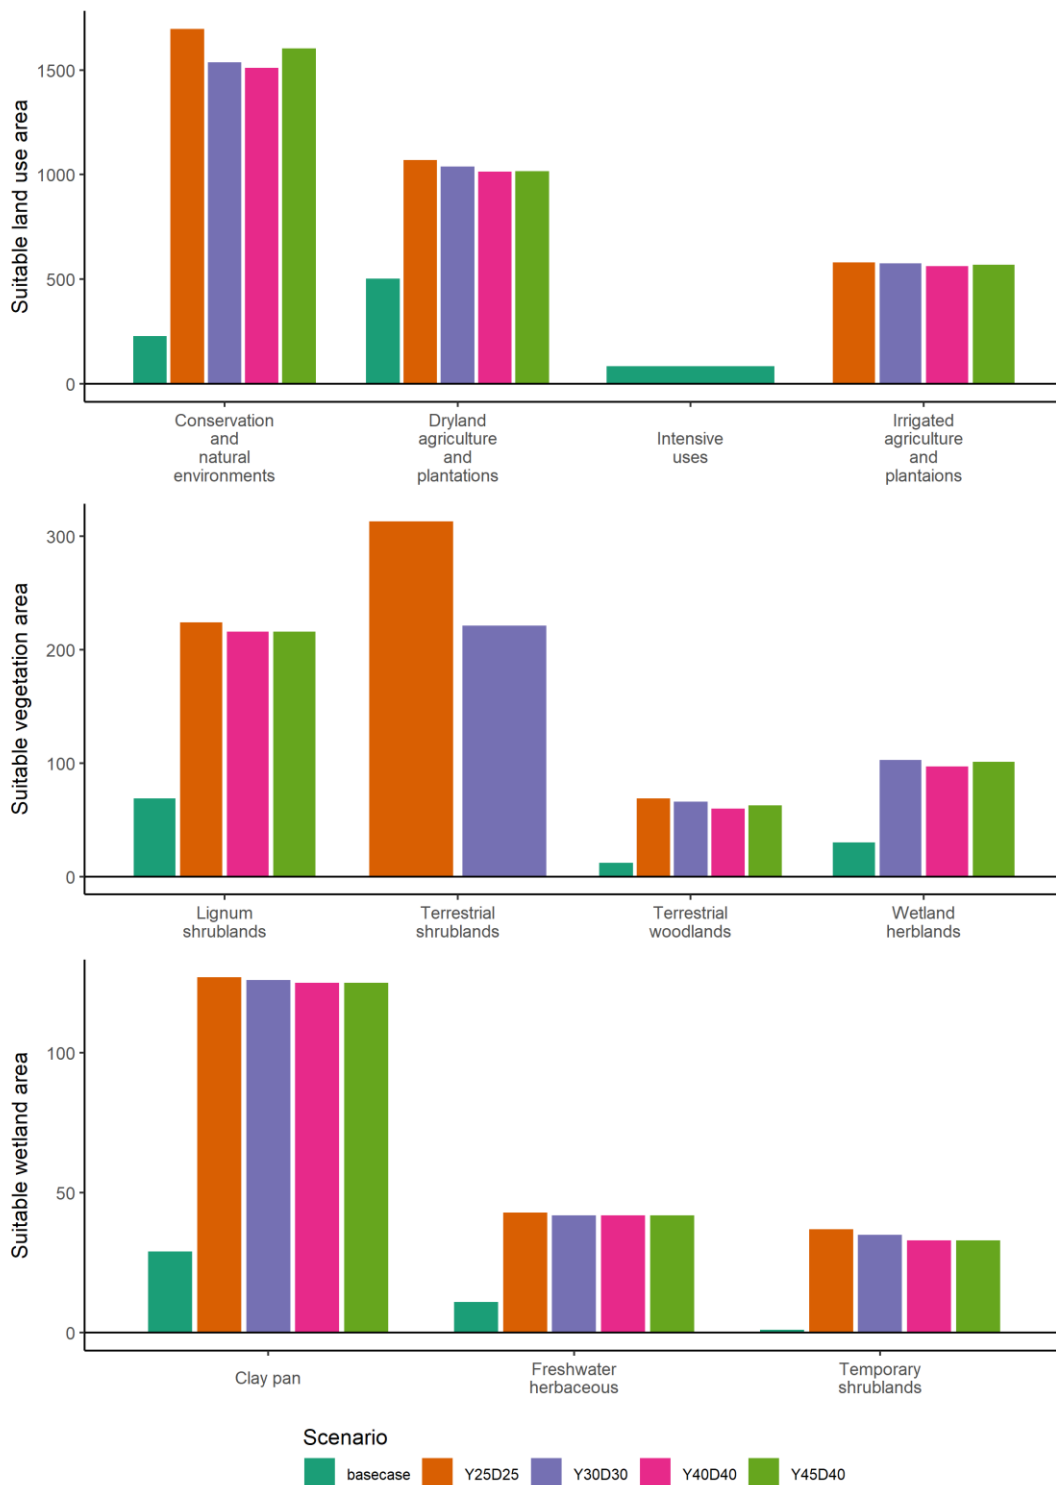 Suitable land use area
1500
1000
500
0
Conservation
and
natural
environments
Dryland
agriculture
and
plantations
Intensive
uses
Irrigated
agriculture
and
plantaions
Suitable vegetation area
300
200
100
0
Lignum
shrublands
Terrestrial
shrublands
Terrestrial
woodlands
Wetland
herblands
Suitable wetland area
100
50
0
Clay pan
Freshwater
herbaceous
Temporary
shrublands
Scenario
basecase
Y25D25
Y30D30
Y40D40
Y45D40